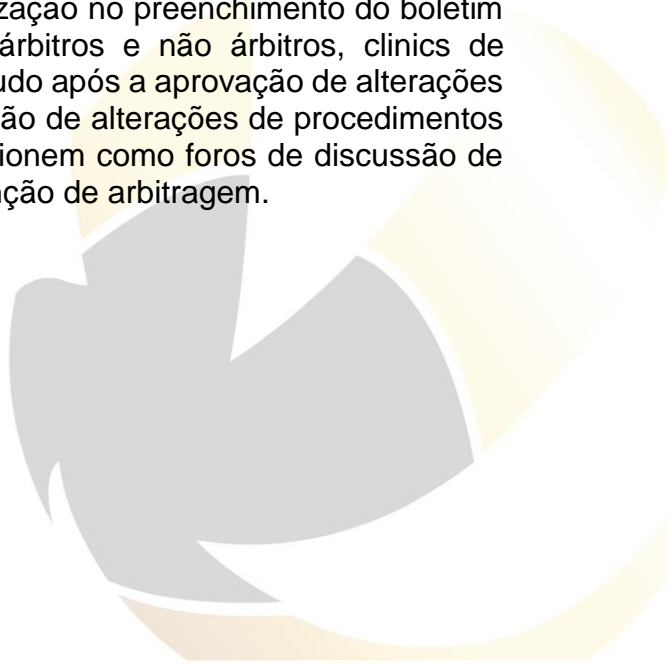 zação no preenchimento do boletim
árbitros e não árbitros, clinics de
udo após a aprovação de alterações
ão de alterações de procedimentos
ionem como foros de discussão de
nção de arbitragem.